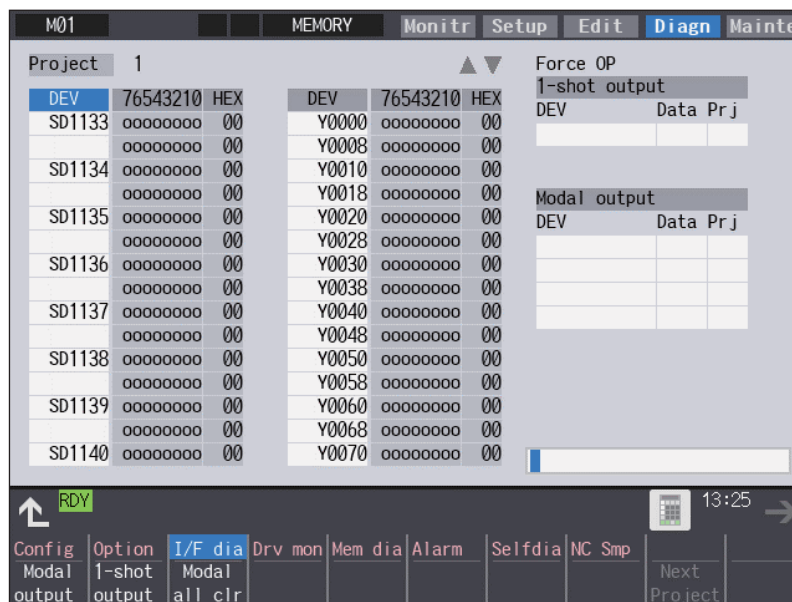 M01 MEMORY Monitr Setup Edit Diagn Mainte
Project 1 ▲ ▼ Force OP
1-shot output
DEV 76543210 HEX DEV 76543210 HEX DEV Data Prj
SD1133 oooooooo 00 Y0000 oooooooo 00
oooooooo 00 Y0008 oooooooo 00
SD1134 oooooooo 00 Y0010 oooooooo 00
oooooooo 00 Y0018 oooooooo 00 Modal output
SD1135 oooooooo 00 Y0020 oooooooo 00 DEV Data Prj
oooooooo 00 Y0028 oooooooo 00
SD1136 oooooooo 00 Y0030 oooooooo 00
oooooooo 00 Y0038 oooooooo 00
SD1137 oooooooo 00 Y0040 oooooooo 00
oooooooo 00 Y0048 oooooooo 00
SD1138 oooooooo 00 Y0050 oooooooo 00
oooooooo 00 Y0058 oooooooo 00
SD1139 oooooooo 00 Y0060 oooooooo 00
oooooooo 00 Y0068 oooooooo 00
SD1140 oooooooo 00 Y0070 oooooooo 00
RDY 13:25
Config Option I/F dia Drv mon Mem dia Alarm Selfdia NC Smp
Modal 1-shot Modal Next
output output all clr Project